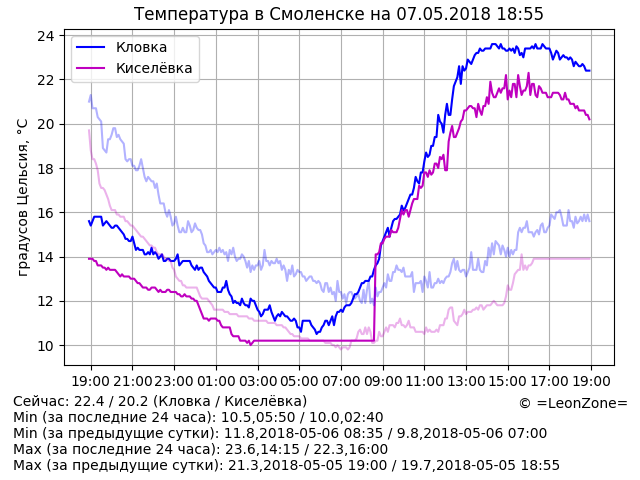 Температура в Смоленске на 07.05.2018 18:55
Кловка
Киселёвка
градусов Цельсия, °C
24
22
20
18
16
14
12
10
19:00 21:00 23:00 01:00 03:00 05:00 07:00 09:00 11:00 13:00 15:00 17:00 19:00
Сейчас: 22.4 / 20.2 (Кловка / Киселёвка)
© =LeonZone=
Min (за последние 24 часа): 10.5,05:50 / 10.0,02:40
Min (за предыдущие сутки): 11.8,2018-05-06 08:35 / 9.8,2018-05-06 07:00
Max (за последние 24 часа): 23.6,14:15 / 22.3,16:00
Max (за предыдущие сутки): 21.3,2018-05-05 19:00 / 19.7,2018-05-05 18:55